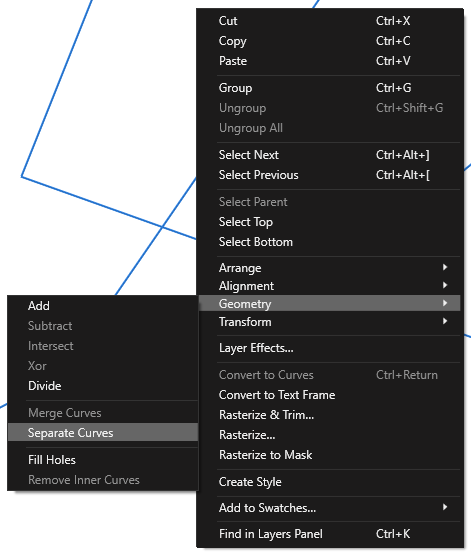 Cut Ctrl+X
Copy Ctrl+C
Paste Ctrl+V
Group Ctrl+G
Ungroup Ctrl+Shift+G
Ungroup All
Select Next Ctrl+Alt+]
Select Previous Ctrl+Alt+[
Select Parent
Select Top
Select Bottom
Arrange
Alignment
Geometry
Transform
Layer Effects...
Convert to Curves Ctrl+Return
Convert to Text Frame
Rasterize & Trim...
Rasterize...
Rasterize to Mask
Create Style
Add to Swatches...
Find in Layers Panel Ctrl+K
Add
Subtract
Intersect
Xor
Divide
Merge Curves
Separate Curves
Fill Holes
Remove Inner Curves